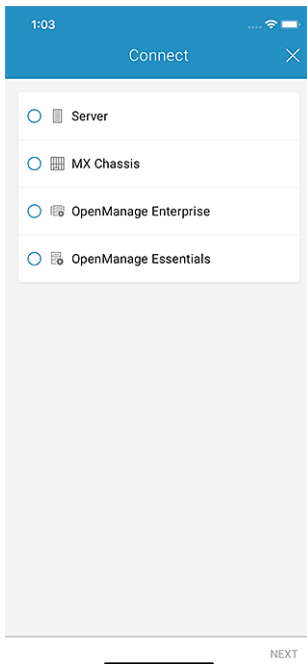 1:03
Connect
Server
MX Chassis
OpenManage Enterprise
OpenManage Essentials
NEXT